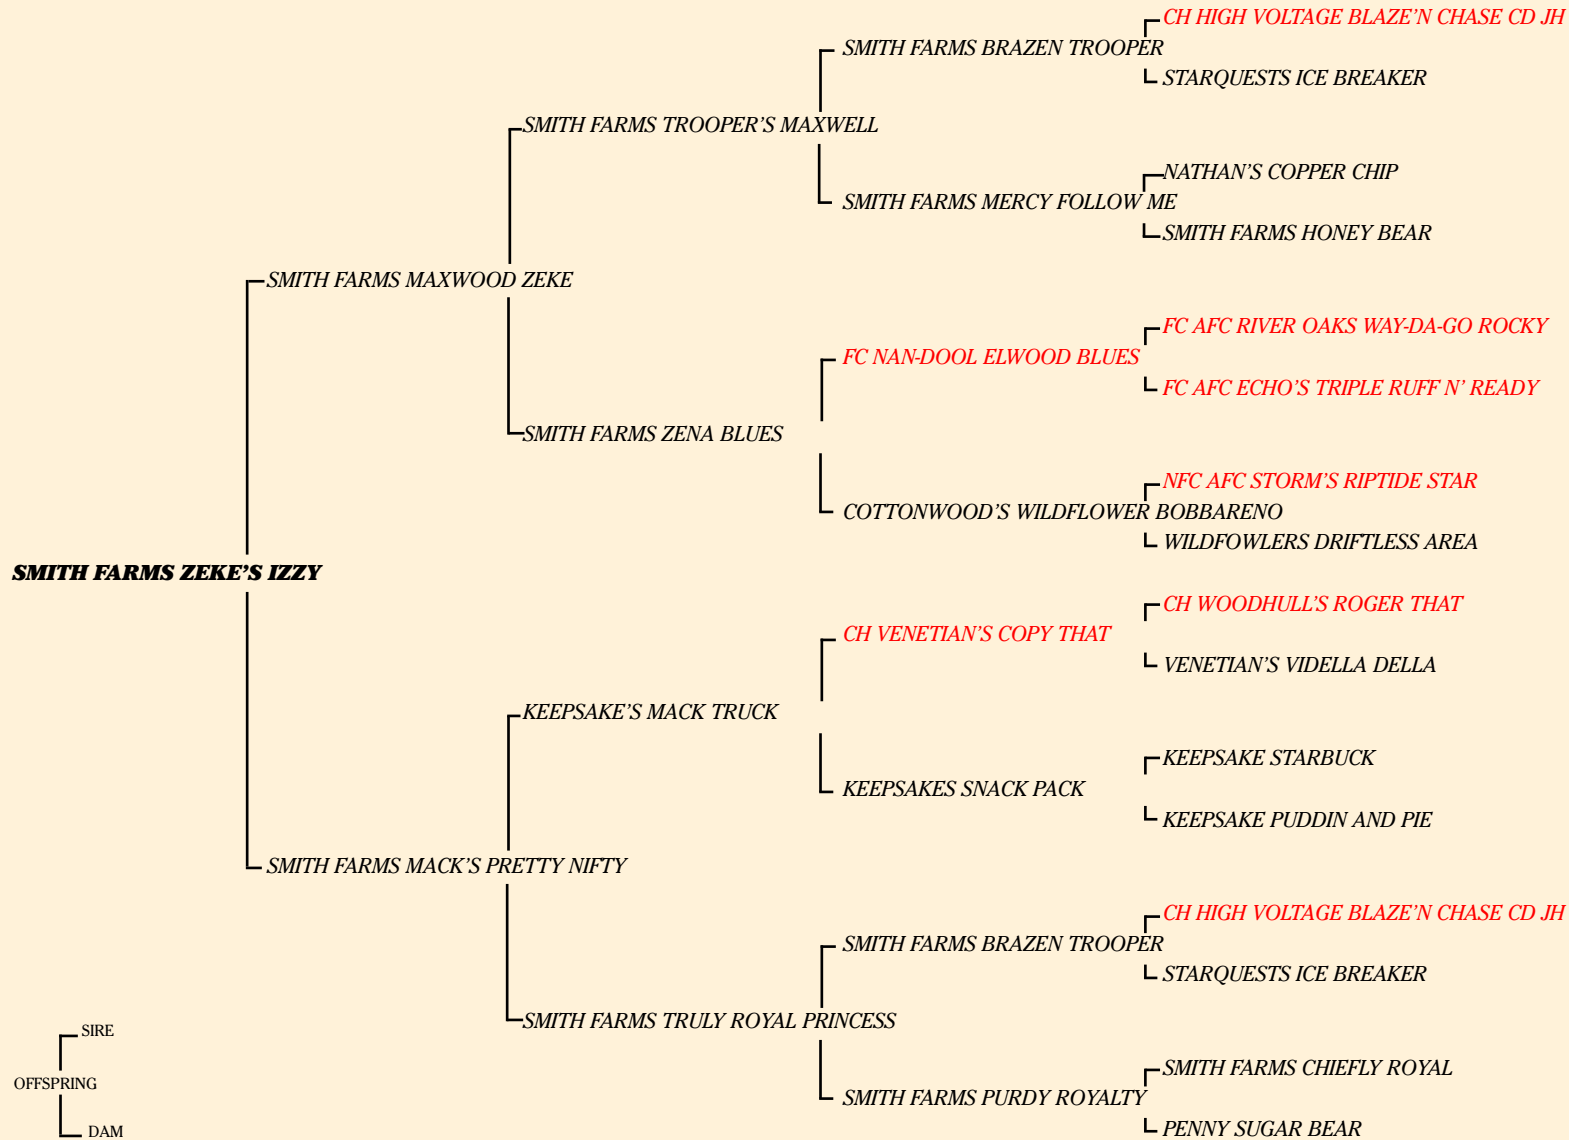 CH HIGH VOLTAGE BLAZE'N CHASE CD JH
SMITH FARMS BRAZEN TROOPER
STARQUESTS ICE BREAKER
SMITH FARMS TROOPER'S MAXWELL
NATHAN'S COPPER CHIP
SMITH FARMS MERCY FOLLOW ME
SMITH FARMS HONEY BEAR
SMITH FARMS MAXWOOD ZEKE
FC AFC RIVER OAKS WAY-DA-GO ROCKY
FC NAN-DOOL ELWOOD BLUES
FC AFC ECHO'S TRIPLE RUFF N' READY
SMITH FARMS ZENA BLUES
NFC AFC STORM'S RIPTIDE STAR
COTTONWOOD'S WILDFLOWER BOBBARENO
WILDFOWLERS DRIFTLESS AREA
SMITH FARMS ZEKE'S IZZY
CH WOODHULL'S ROGER THAT
CH VENETIAN'S COPY THAT
VENETIAN'S VIDELLA DELLA
KEEPSAKE'S MACK TRUCK
KEEPSAKE STARBUCK
KEEPSAKES SNACK PACK
KEEPSAKE PUDDIN AND PIE
SMITH FARMS MACK'S PRETTY NIFTY
CH HIGH VOLTAGE BLAZE'N CHASE CD JH
SMITH FARMS BRAZEN TROOPER
STARQUESTS ICE BREAKER
SMITH FARMS TRULY ROYAL PRINCESS
SMITH FARMS CHIEFLY ROYAL
SMITH FARMS PURDY ROYALTY
PENNY SUGAR BEAR
SIRE
OFFSPRING
DAM